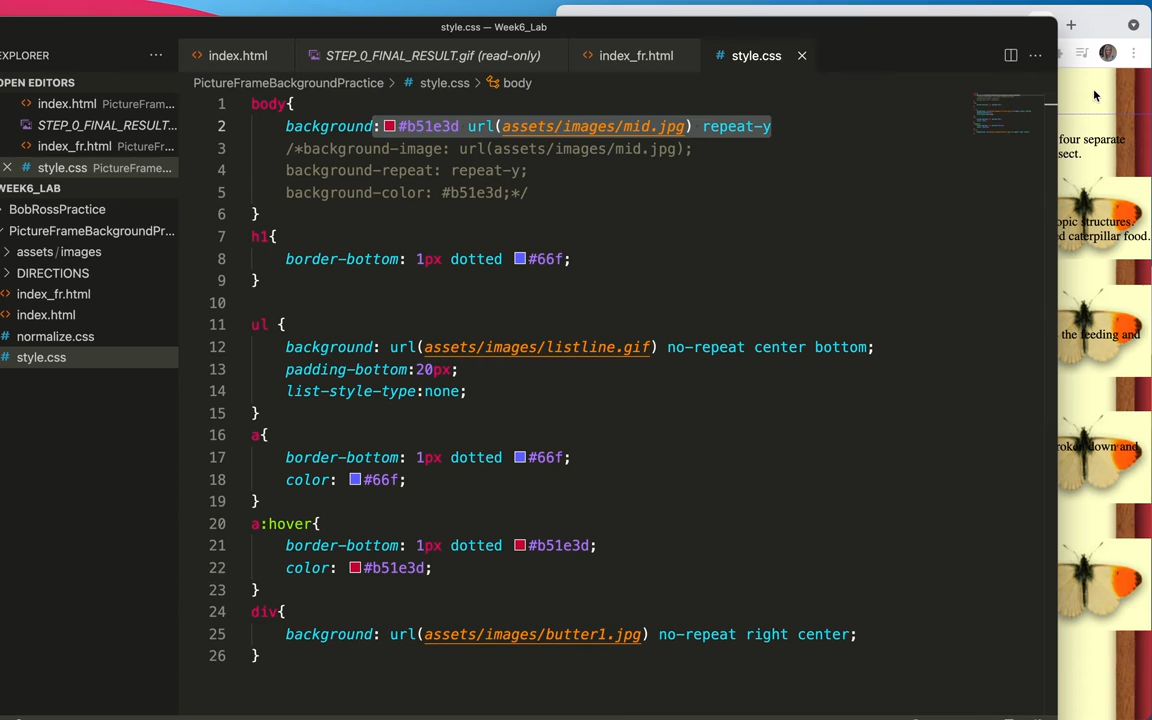 style.css — Week6_Lab
EXPLORER
index.html
STEP_0_FINAL_RESULT.gif (read-only)
index_fr.html
style.css
OPEN EDITORS
index.html PictureFram...
STEP_0_FINAL_RESULT...
index_fr.html PictureFr...
style.css PictureFrame...
WEEK6_LAB
BobRossPractice
PictureFrameBackgroundPr...
assets/images
DIRECTIONS
index_fr.html
index.html
normalize.css
style.css
PictureFrameBackgroundPractice > style.css > body
1 body{
2 background:#b51e3d url(assets/images/mid.jpg) repeat-y
3 /*background-image: url(assets/images/mid.jpg);
4 background-repeat: repeat-y;
5 background-color: #b51e3d;*/
6 }
7 h1{
8 border-bottom: 1px dotted #66f;
9 }
10
11 ul {
12 background: url(assets/images/listline.gif) no-repeat center bottom;
13 padding-bottom:20px;
14 list-style-type:none;
15 }
16 a{
17 border-bottom: 1px dotted #66f;
18 color: #66f;
19 }
20 a:hover{
21 border-bottom: 1px dotted #b51e3d;
22 color: #b51e3d;
23 }
24 div{
25 background: url(assets/images/butter1.jpg) no-repeat right center;
26 }
four separate
sect.
opic structures.
d caterpillar food.
the feeding and
roken down and